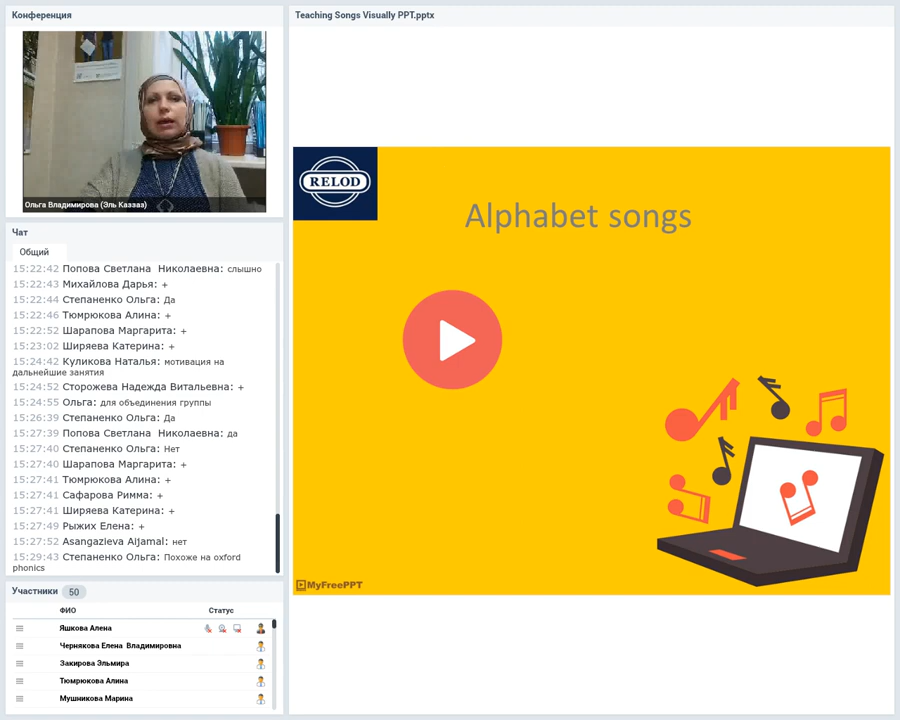 Конференция
Ольга Владимирова (Эль Каззаз)
Чат
Общий
15:22:42 Попова Светлана Николаевна: слышно
15:22:43 Михайлова Дарья: +
15:22:44 Степаненко Ольга: Да
15:22:46 Тюмрюкова Алина: +
15:22:52 Шарапова Маргарита: +
15:23:02 Ширяева Катерина: +
15:24:42 Куликова Наталья: мотивация на
дальнейшие занятия
15:24:52 Сторожева Надежда Витальевна: +
15:24:55 Ольга: для объединения группы
15:26:39 Степаненко Ольга: Да
15:27:39 Попова Светлана Николаевна: да
15:27:40 Степаненко Ольга: Нет
15:27:40 Шарапова Маргарита: +
15:27:41 Тюмрюкова Алина: +
15:27:41 Сафарова Римма: +
15:27:41 Ширяева Катерина: +
15:27:49 Рыжих Елена: +
15:27:52 Asangazieva Aijamal: нет
15:29:43 Степаненко Ольга: Похоже на oxford
phonics
Участники 50
ФИО Статус
Яшкова Алена
Чернякова Елена Владимировна
Закирова Эльмира
Тюмрюкова Алина
Мушникова Марина
Teaching Songs Visually PPT.pptx
RELOD
Alphabet songs
MyFreePPT